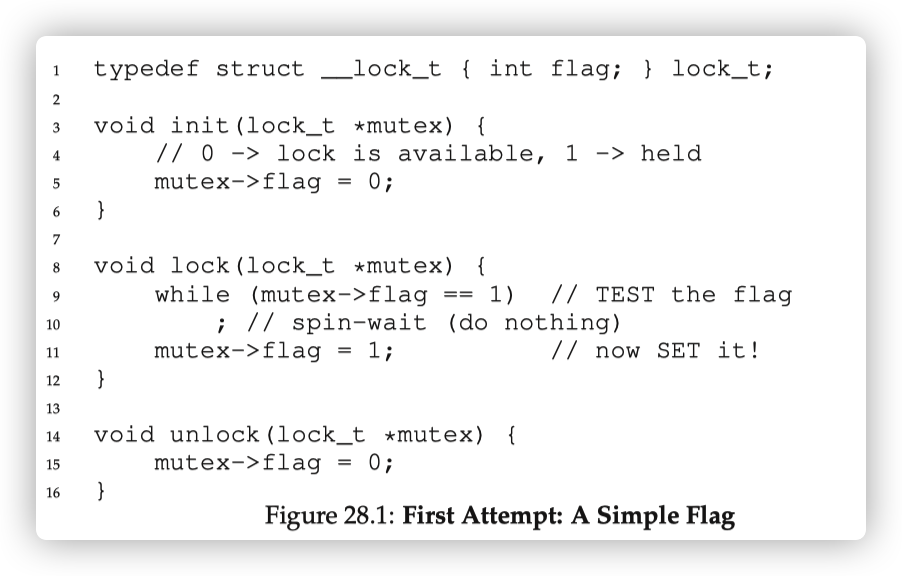 1 typedef struct __lock_t { int flag; } lock_t;
2
3 void init(lock_t *mutex) {
4     // 0 -> lock is available, 1 -> held
5     mutex->flag = 0;
6 }
7
8 void lock(lock_t *mutex) {
9     while (mutex->flag == 1)  // TEST the flag
10         ; // spin-wait (do nothing)
11     mutex->flag = 1;          // now SET it!
12 }
13
14 void unlock(lock_t *mutex) {
15     mutex->flag = 0;
16 }
Figure 28.1: First Attempt: A Simple Flag